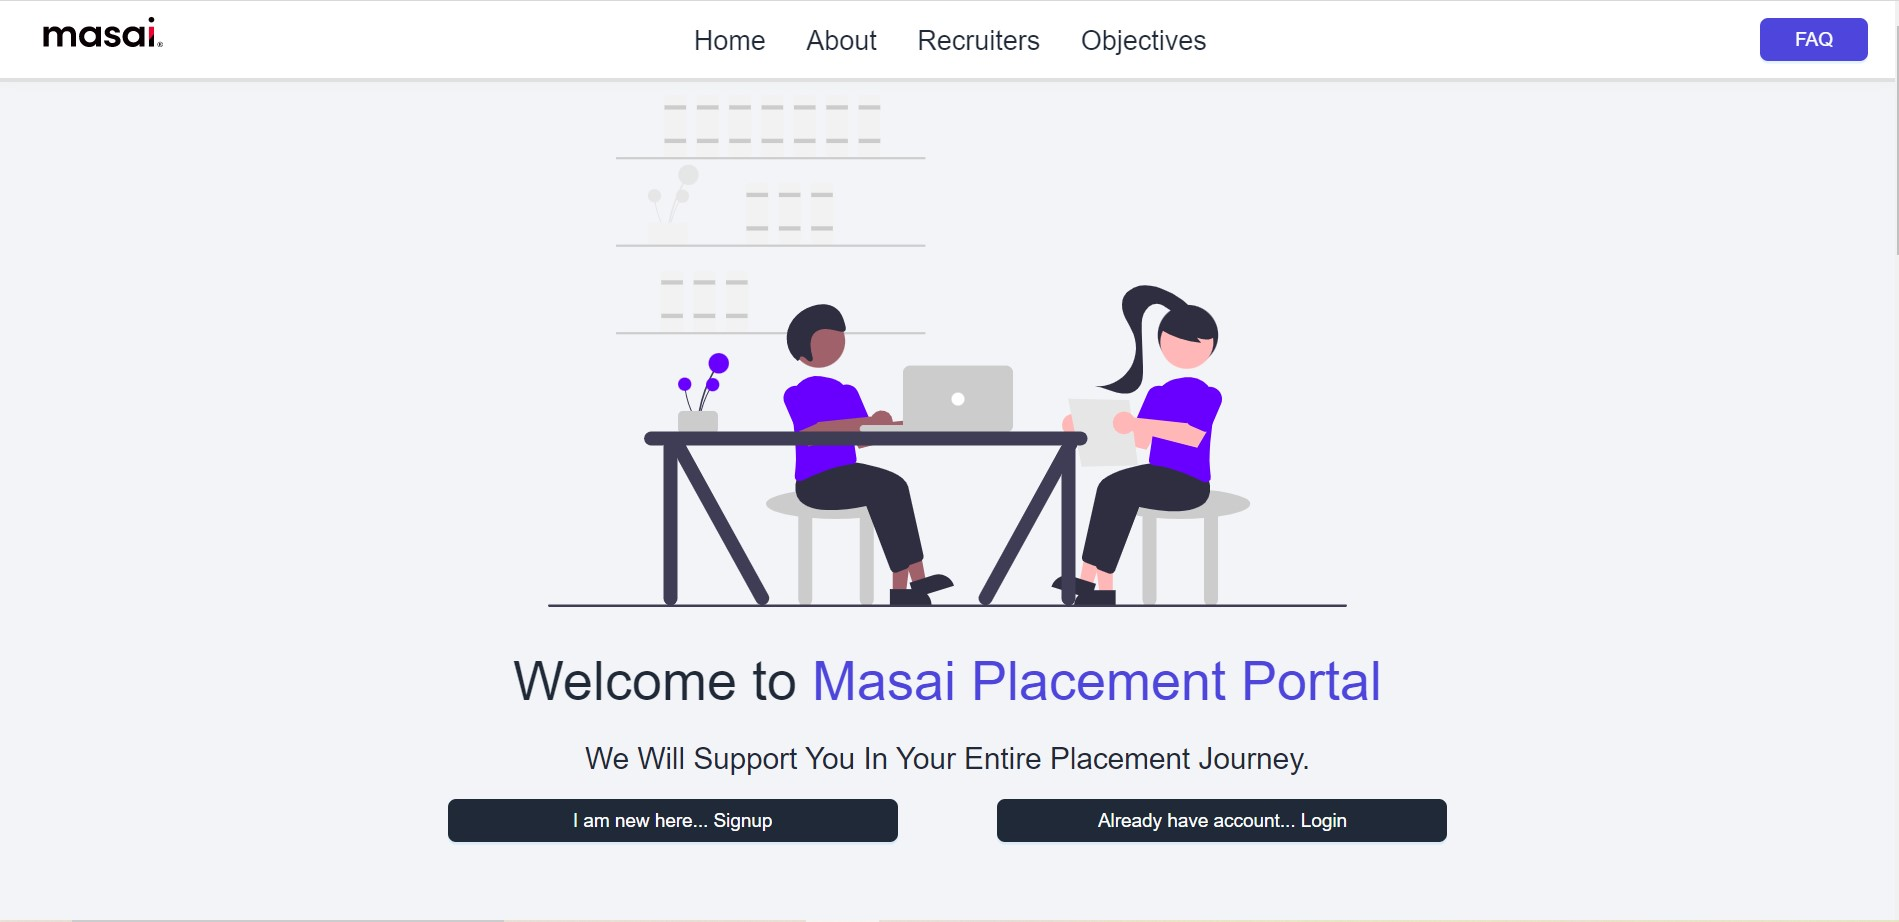 masai.
Home About Recruiters Objectives
FAQ
Welcome to Masai Placement Portal
We Will Support You In Your Entire Placement Journey.
I am new here... Signup
Already have account... Login